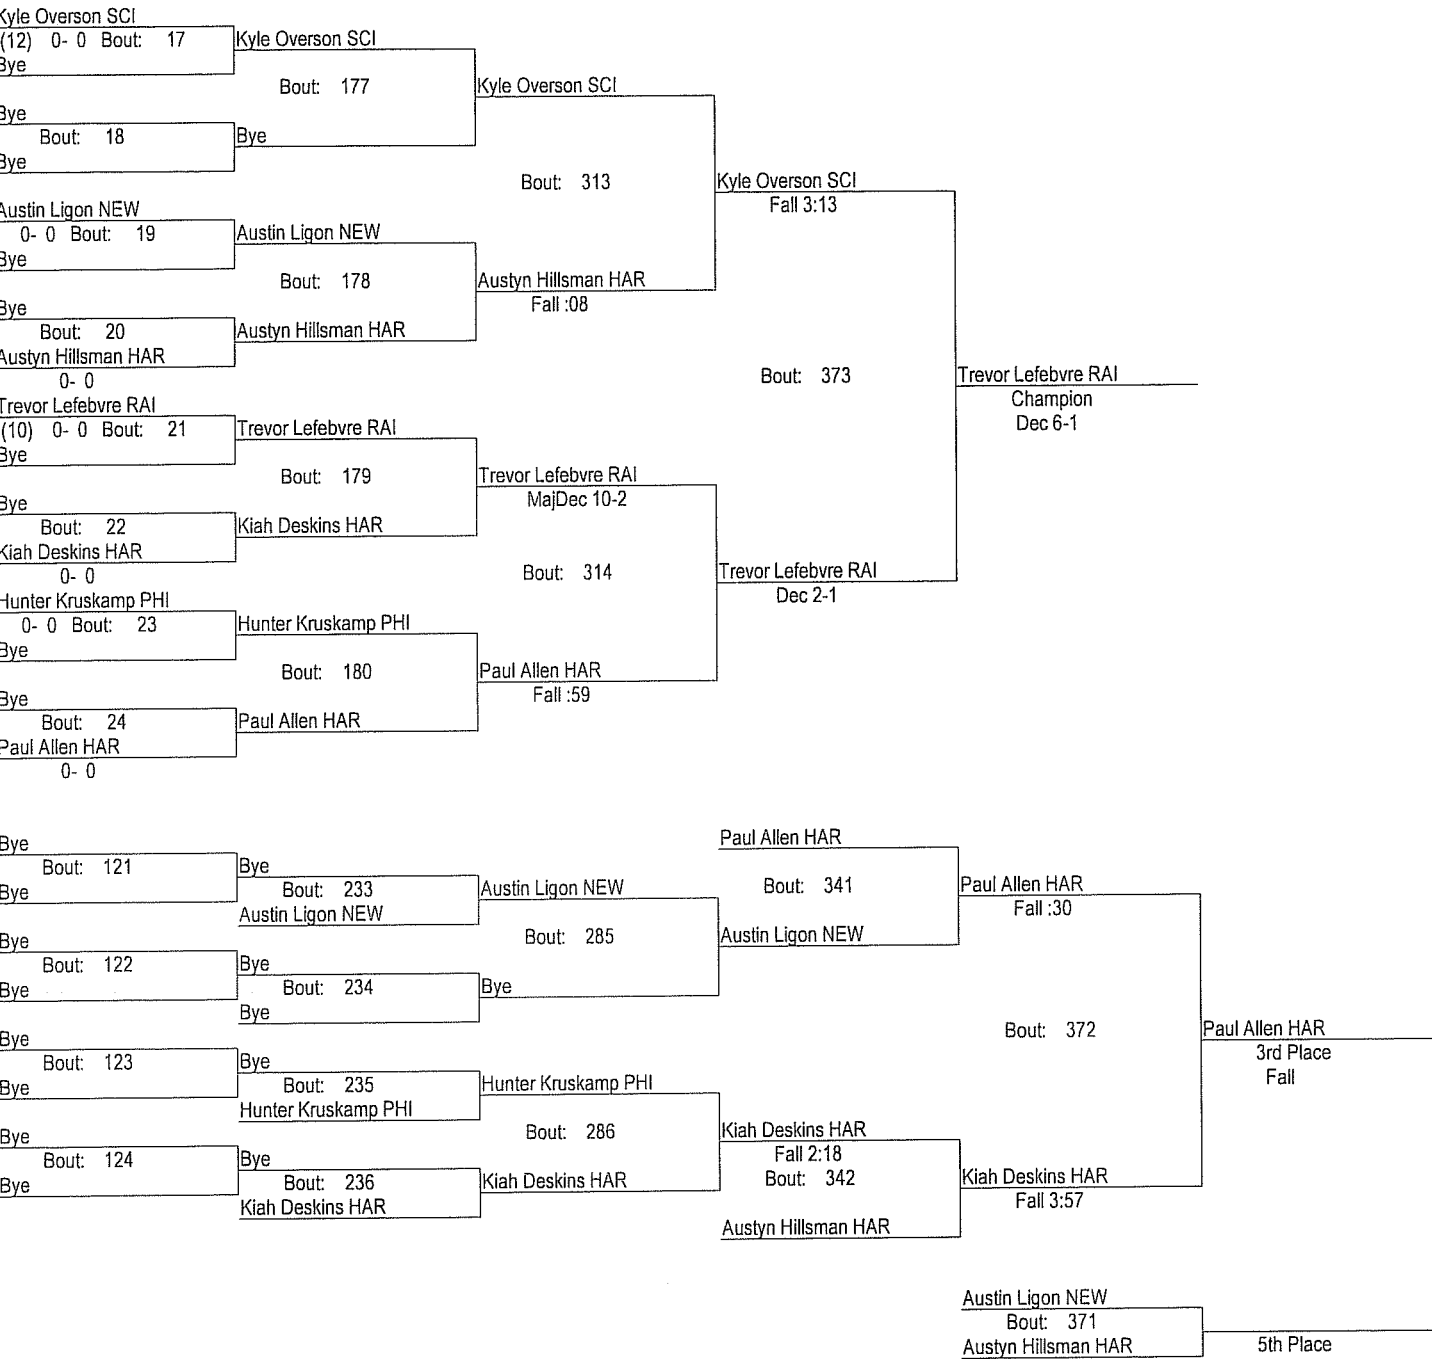 Kyle Overson SCI
(12) 0- 0 Bout: 17
Bye
Kyle Overson SCI
Bout: 177
Kyle Overson SCI
Bye
Bout: 18
Bye
Bye
Bout: 313
Kyle Overson SCI
Fall 3:13
Austin Ligon NEW
0- 0 Bout: 19
Bye
Austin Ligon NEW
Bout: 178
Austyn Hillsman HAR
Fall :08
Bye
Bout: 20
Austyn Hillsman HAR
0- 0
Austyn Hillsman HAR
Bout: 373
Trevor Lefebvre RAI
Champion
Dec 6-1
Trevor Lefebvre RAI
(10) 0- 0 Bout: 21
Bye
Trevor Lefebvre RAI
Bout: 179
Trevor Lefebvre RAI
MajDec 10-2
Bye
Bout: 22
Kiah Deskins HAR
0- 0
Kiah Deskins HAR
Bout: 314
Trevor Lefebvre RAI
Dec 2-1
Hunter Kruskamp PHI
0- 0 Bout: 23
Bye
Hunter Kruskamp PHI
Bout: 180
Paul Allen HAR
Fall :59
Bye
Bout: 24
Paul Allen HAR
0- 0
Paul Allen HAR
Bye
Bout: 121
Bye
Bye
Bout: 233
Austin Ligon NEW
Austin Ligon NEW
Bout: 285
Paul Allen HAR
Bout: 341
Austin Ligon NEW
Paul Allen HAR
Fall :30
Bye
Bout: 122
Bye
Bye
Bout: 234
Bye
Bye
Bout: 372
Paul Allen HAR
3rd Place
Fall
Bye
Bout: 123
Bye
Bye
Bout: 235
Hunter Kruskamp PHI
Hunter Kruskamp PHI
Bout: 286
Kiah Deskins HAR
Fall 2:18
Bout: 342
Austyn Hillsman HAR
Kiah Deskins HAR
Fall 3:57
Bye
Bout: 124
Bye
Bye
Bout: 236
Kiah Deskins HAR
Kiah Deskins HAR
Austin Ligon NEW
Bout: 371
Austyn Hillsman HAR
5th Place